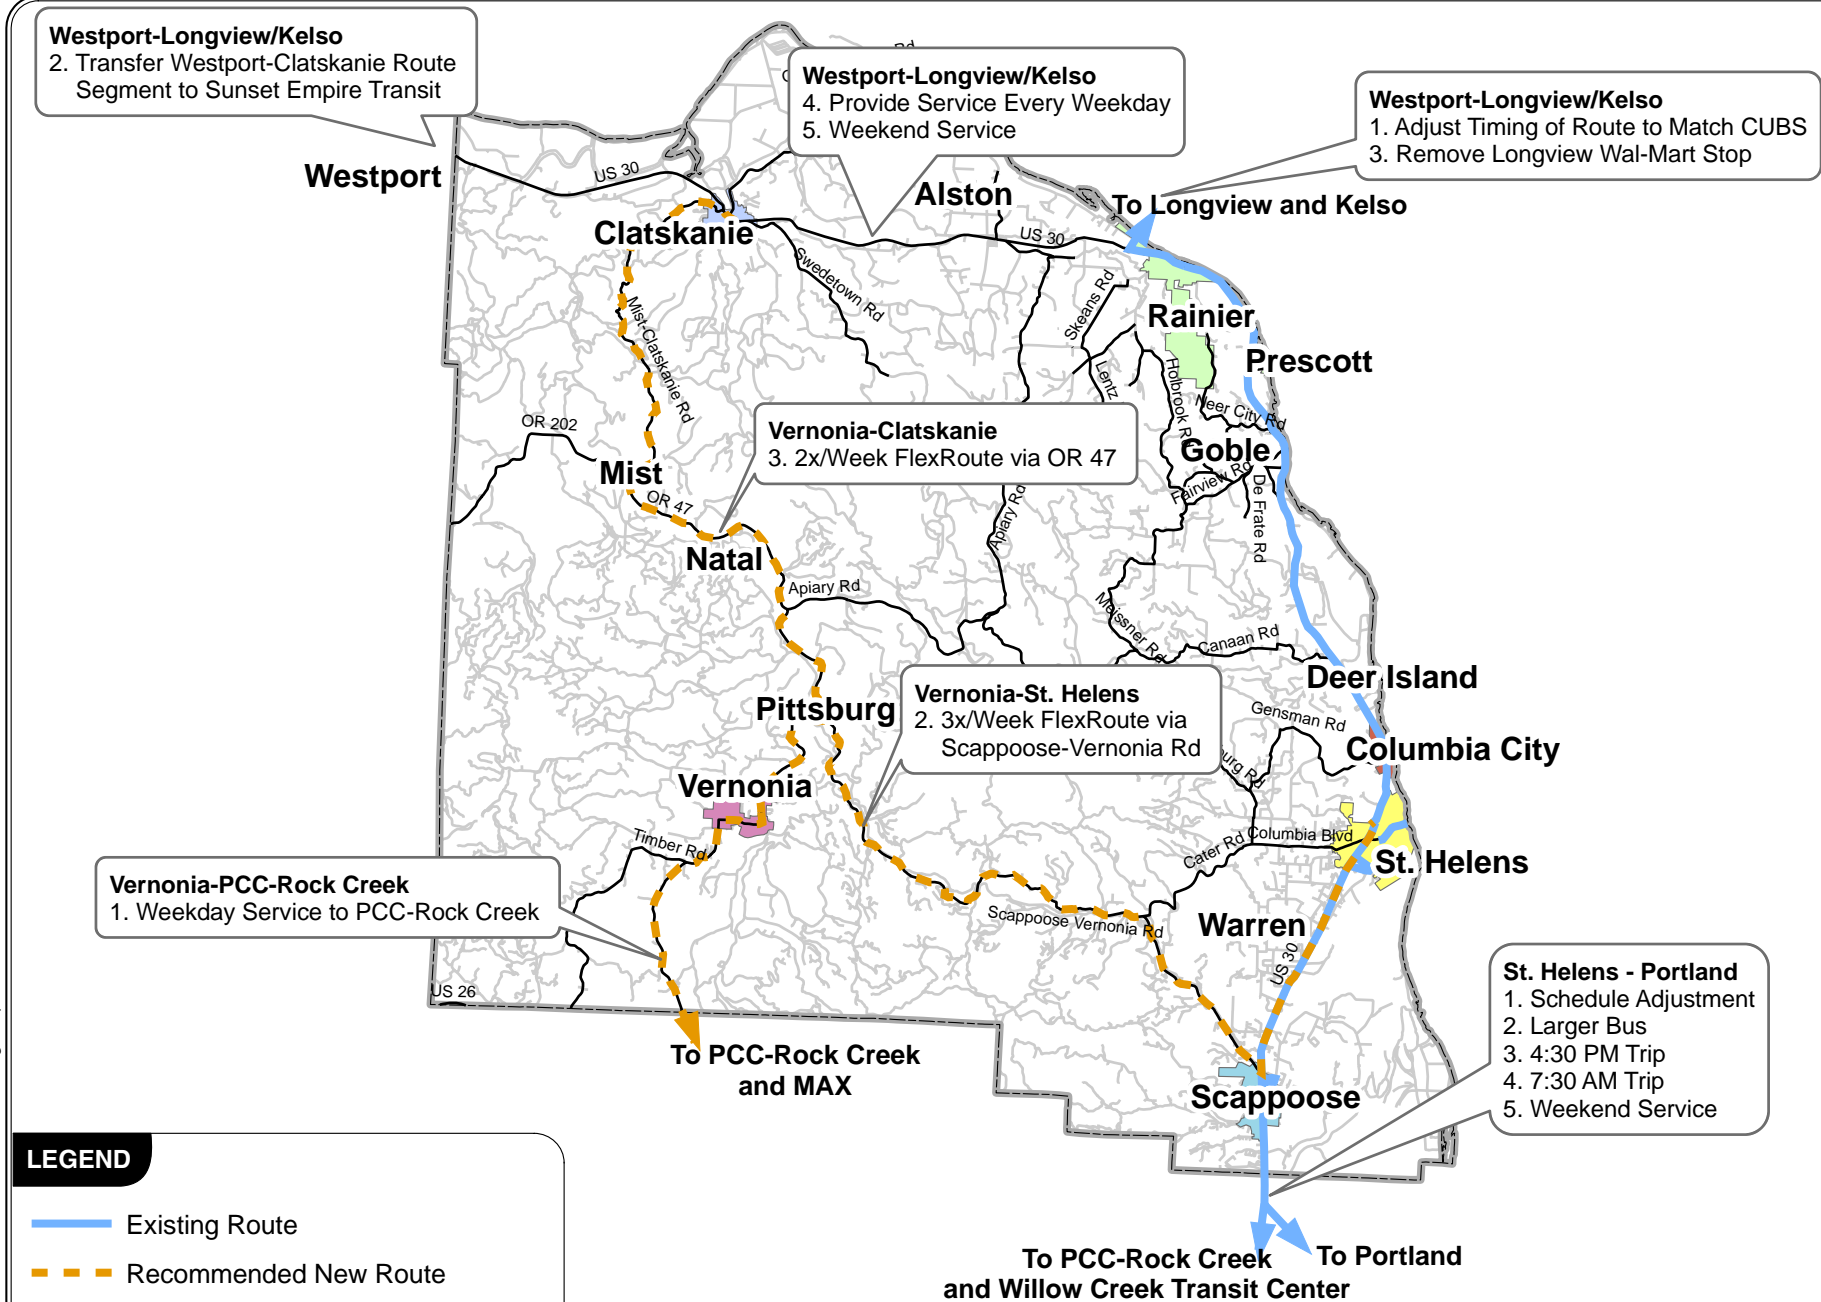 Westport-Longview/Kelso
2. Transfer Westport-Clatskanie Route
Segment to Sunset Empire Transit
Westport-Longview/Kelso
4. Provide Service Every Weekday
5. Weekend Service
Westport-Longview/Kelso
1. Adjust Timing of Route to Match CUBS
3. Remove Longview Wal-Mart Stop
Rd
Westport
US 30
Alston
To Longview and Kelso
Clatskanie
US 30
Swedetown Rd
Skeans Rd
Rainier
Mist-Clatskanie Rd
Prescott
Lentz
Holbrook Rd
Neer City Rd
OR 202
Vernonia-Clatskanie
3. 2x/Week FlexRoute via OR 47
Goble
Fairview Rd
Mist
OR 47
De Frate Rd
Apiary Rd
Natal
Apiary Rd
Meissner Rd
Canaan Rd
Deer Island
Vernonia-St. Helens
2. 3x/Week FlexRoute via
Scappoose-Vernonia Rd
Pittsburg
Gensman Rd
Columbia City
urg Rd
Vernonia
Timber Rd
Columbia Blvd
Cater Rd
St. Helens
Vernonia-PCC-Rock Creek
1. Weekday Service to PCC-Rock Creek
Scappoose Vernonia Rd
Warren
US 30
US 26
St. Helens - Portland
1. Schedule Adjustment
2. Larger Bus
3. 4:30 PM Trip
4. 7:30 AM Trip
5. Weekend Service
To PCC-Rock Creek
and MAX
Scappoose
LEGEND
Existing Route
Recommended New Route
To PCC-Rock Creek
and Willow Creek Transit Center
To Portland